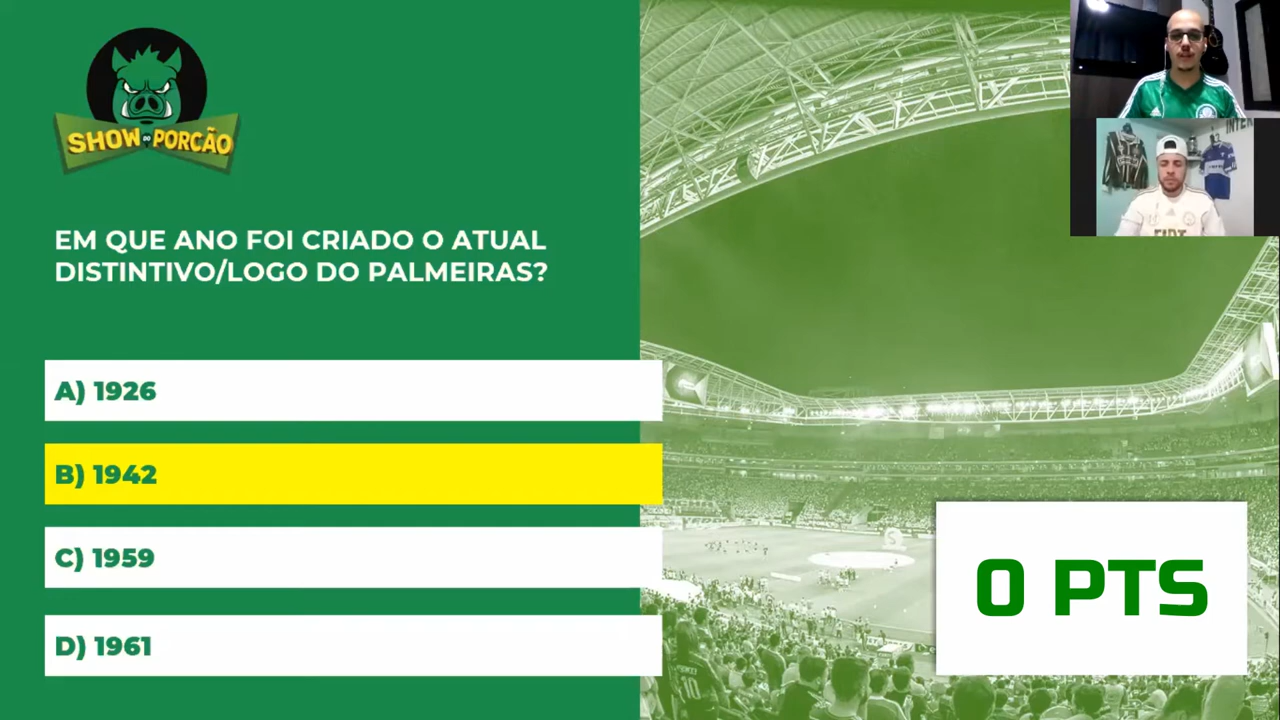 SHOW DO PORCÃO
EM QUE ANO FOI CRIADO O ATUAL
DISTINTIVO/LOGO DO PALMEIRAS?
A) 1926
B) 1942
C) 1959
D) 1961
0 PTS
10